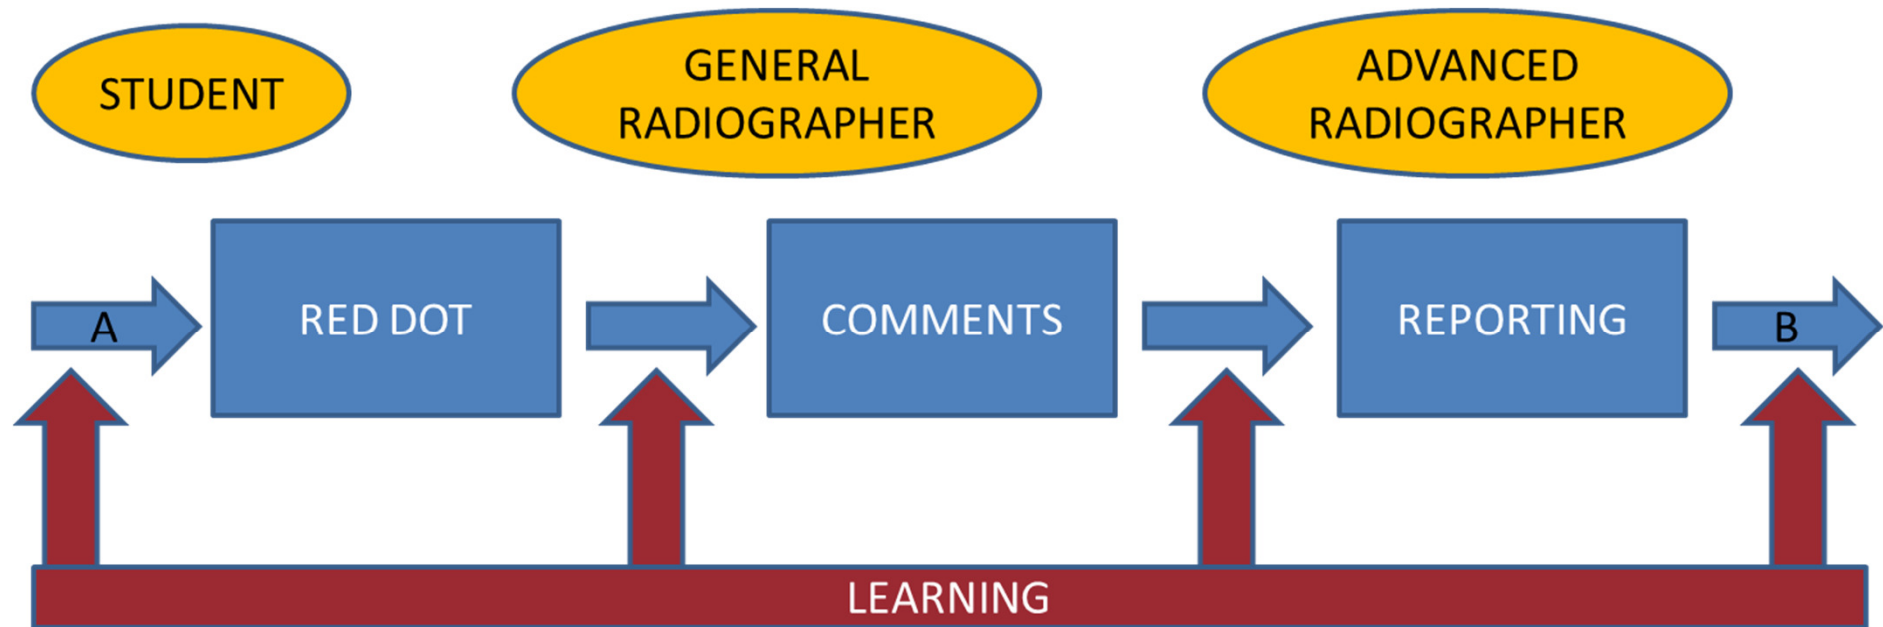 STUDENT
GENERAL
RADIOGRAPHER
ADVANCED
RADIOGRAPHER
A
RED DOT
COMMENTS
REPORTING
B
LEARNING